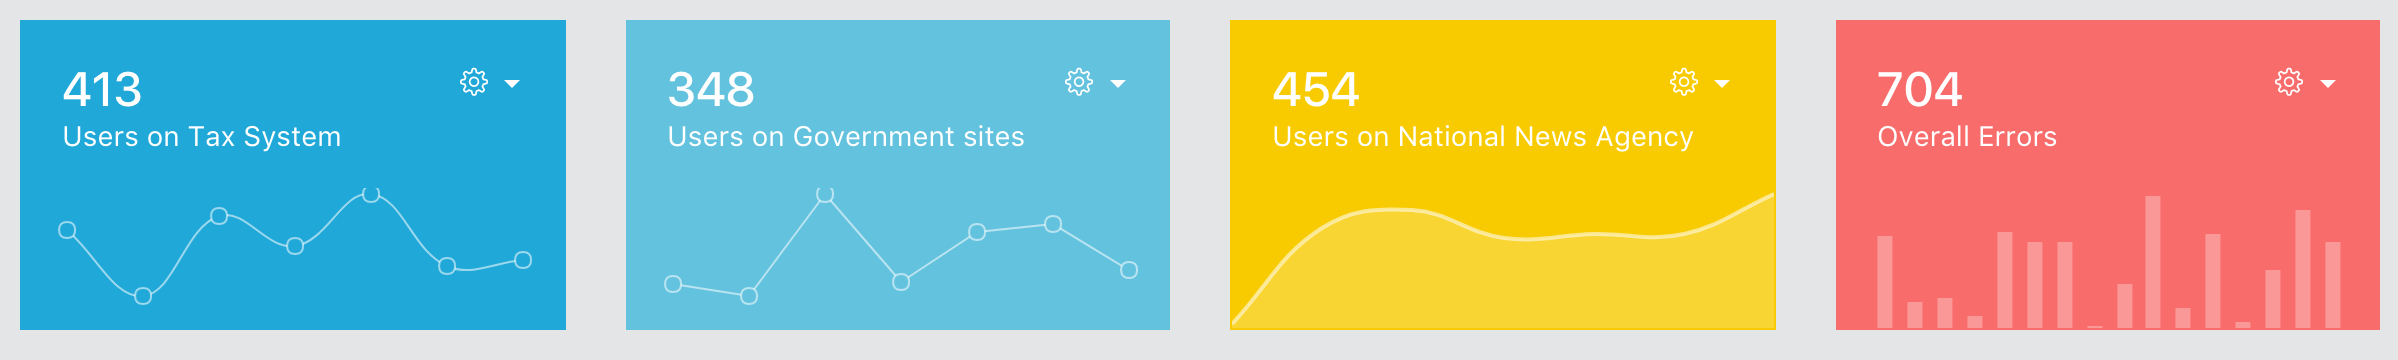 413
Users on Tax System
348
Users on Government sites
454
Users on National News Agency
704
Overall Errors